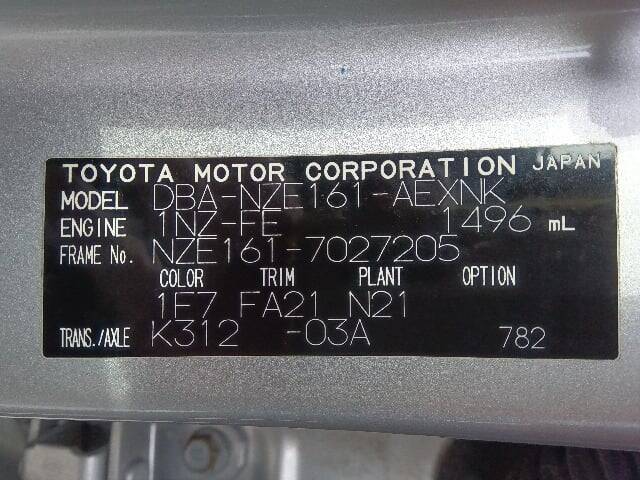 TOYOTA MOTOR CORPORATION JAPAN
MODEL DBA-NZE161-AEXNK
ENGINE 1NZ-FE 1496 mL
FRAME No. NZE161-7027205
COLOR TRIM PLANT OPTION
1E7 FA21 N21
TRANS./AXLE K312 -03A 782